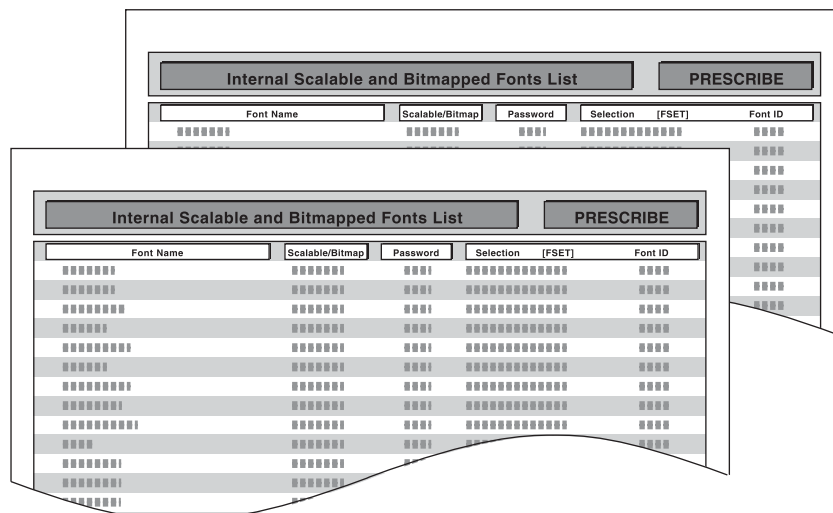 Internal Scalable and Bitmapped Fonts List PRESCRIBE
Font Name Scalable/Bitmap Password Selection [FSET] Font ID
Internal Scalable and Bitmapped Fonts List PRESCRIBE
Font Name Scalable/Bitmap Password Selection [FSET] Font ID